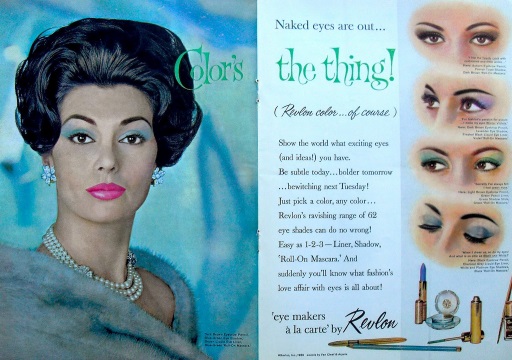 Color's
Naked eyes are out...
the thing!
(Revlon color...of course)
Show the world what exciting eyes
(and ideas!) you have.
Be subtle today...bolder tomorrow
...bewitching next Tuesday!
Just pick a color, any color...
Revlon's ravishing range of 62
eye shades can do no wrong!
Easy as 1-2-3—Liner, Shadow,
'Roll-On Mascara.' And
suddenly you'll know what fashion's
love affair with eyes is all about!
'eye makers
à la carte' by Revlon